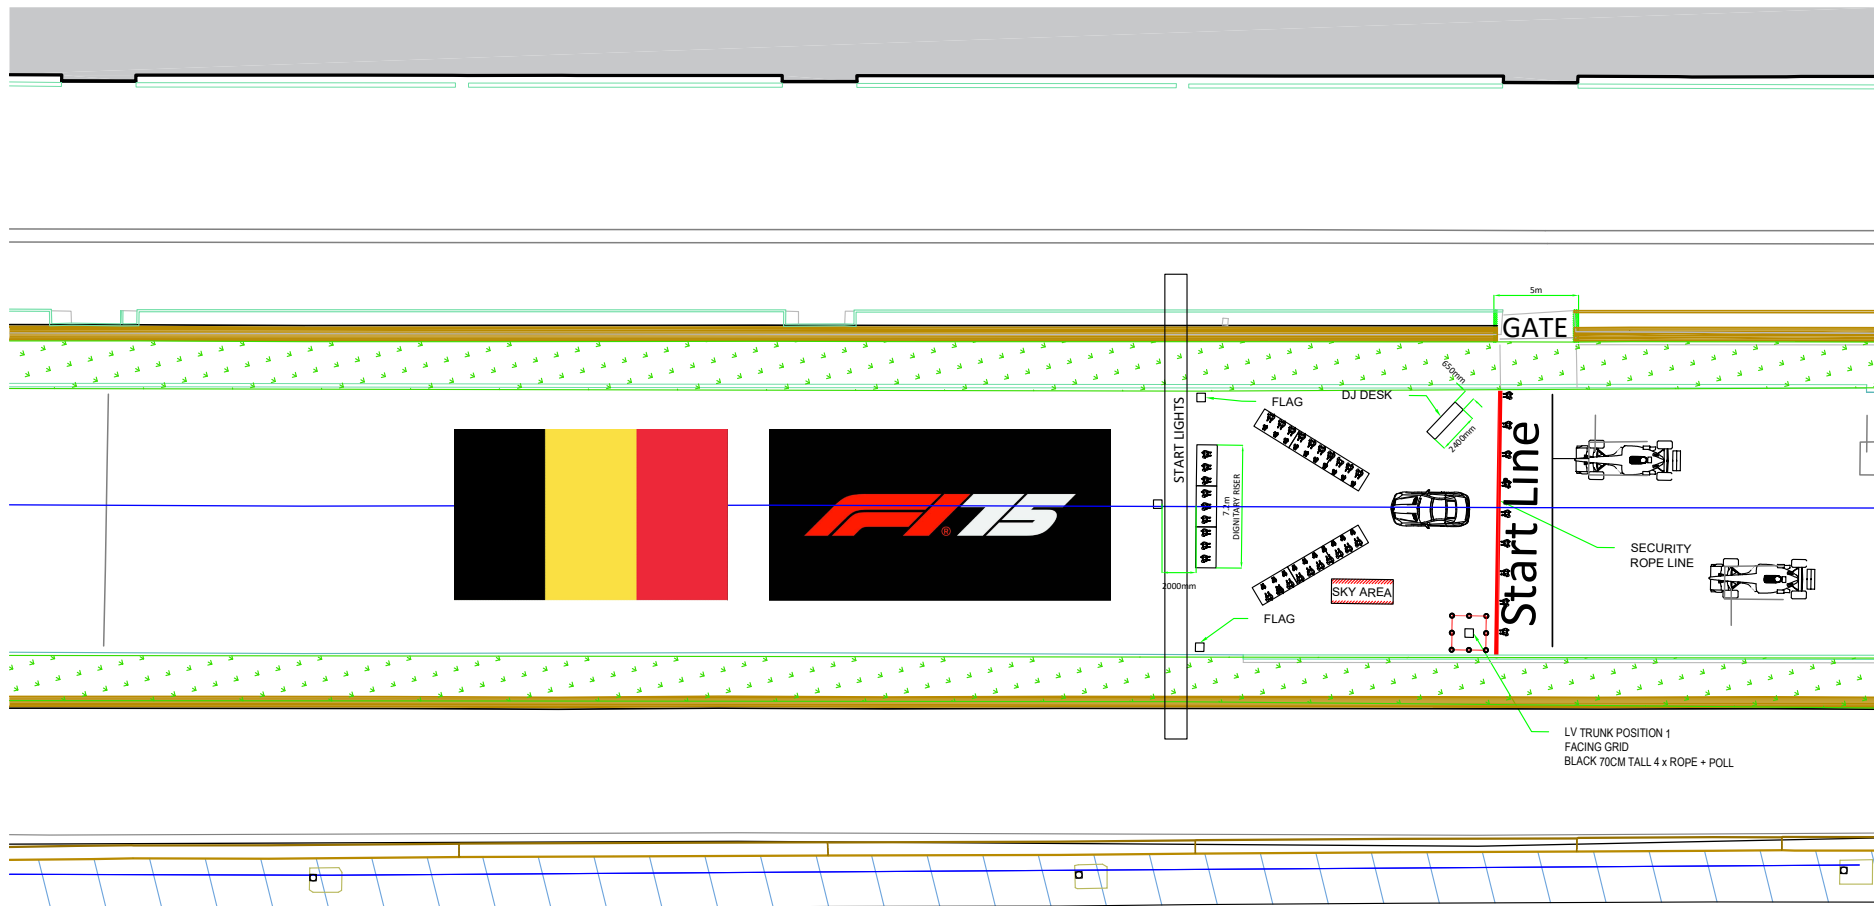 5m
GATE
650mm
DJ DESK
2400mm
FLAG
START LIGHTS
7.2m
DIGNITARY RISER
2000mm
F1 75
®
Start Line
SECURITY
ROPE LINE
SKY AREA
FLAG
LV TRUNK POSITION 1
FACING GRID
BLACK 70CM TALL 4 x ROPE + POLL